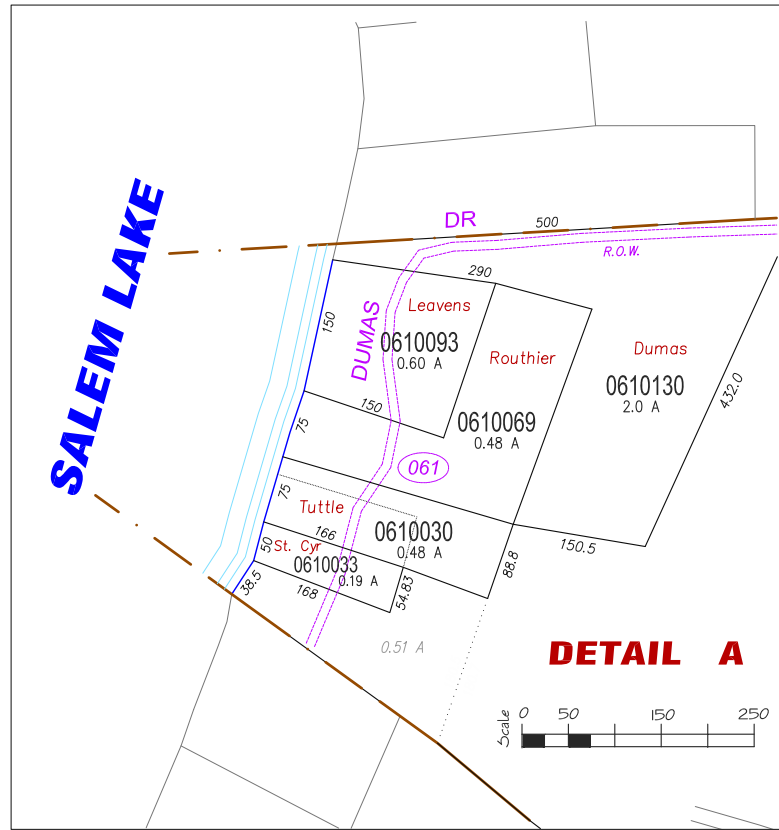 SALEM LAKE
DR
500
R.O.W.
290
Leavens
0610093
0.60 A
150
DUMAS
150
Routhier
0610069
0.48 A
Dumas
0610130
2.0 A
432.0
75
061
75
Tuttle
0610030
0.48 A
166
50
St. Cyr
0610033
0.19 A
38.5
168
54.83
88.8
150.5
0.51 A
DETAIL A
Scale 0 50 150 250